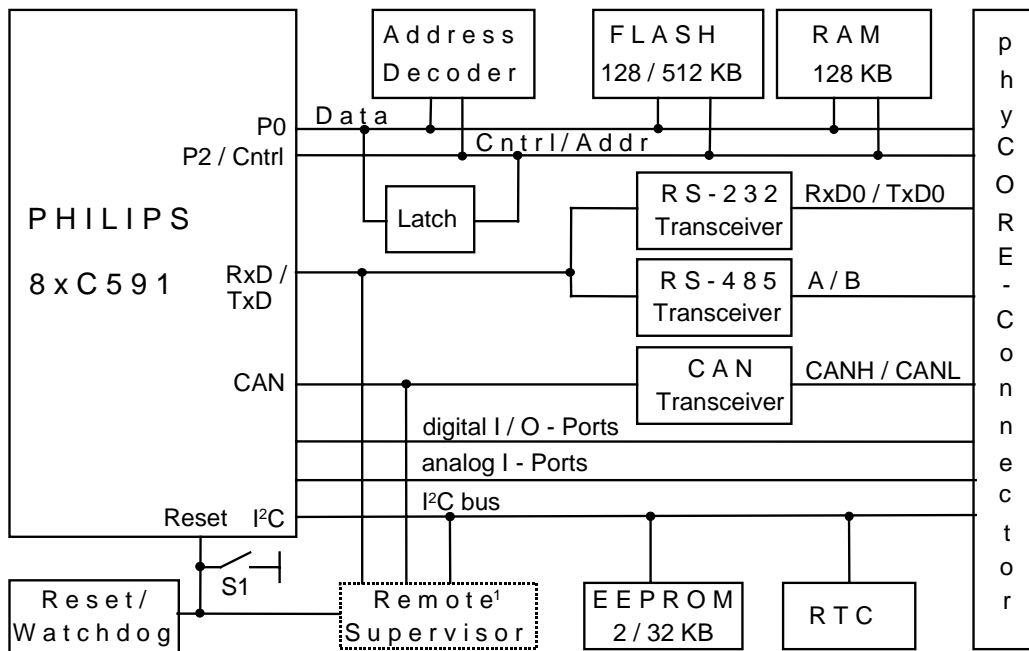 Address
Decoder
FLASH
128 / 512 KB
RAM
128 KB
phyCORE-Connector
PHILIPS
8xC591
P0
Data
P2 / Cntrl
Cntrl/Addr
Latch
RxD /
TxD
RS-232
Transceiver
RxD0 / TxD0
RS-485
Transceiver
A / B
CAN
CAN
Transceiver
CANH / CANL
digital I / O - Ports
analog I - Ports
I²C bus
Reset
I²C
S1
Reset/
Watchdog
Remote¹
Supervisor
EEPROM
2 / 32 KB
RTC